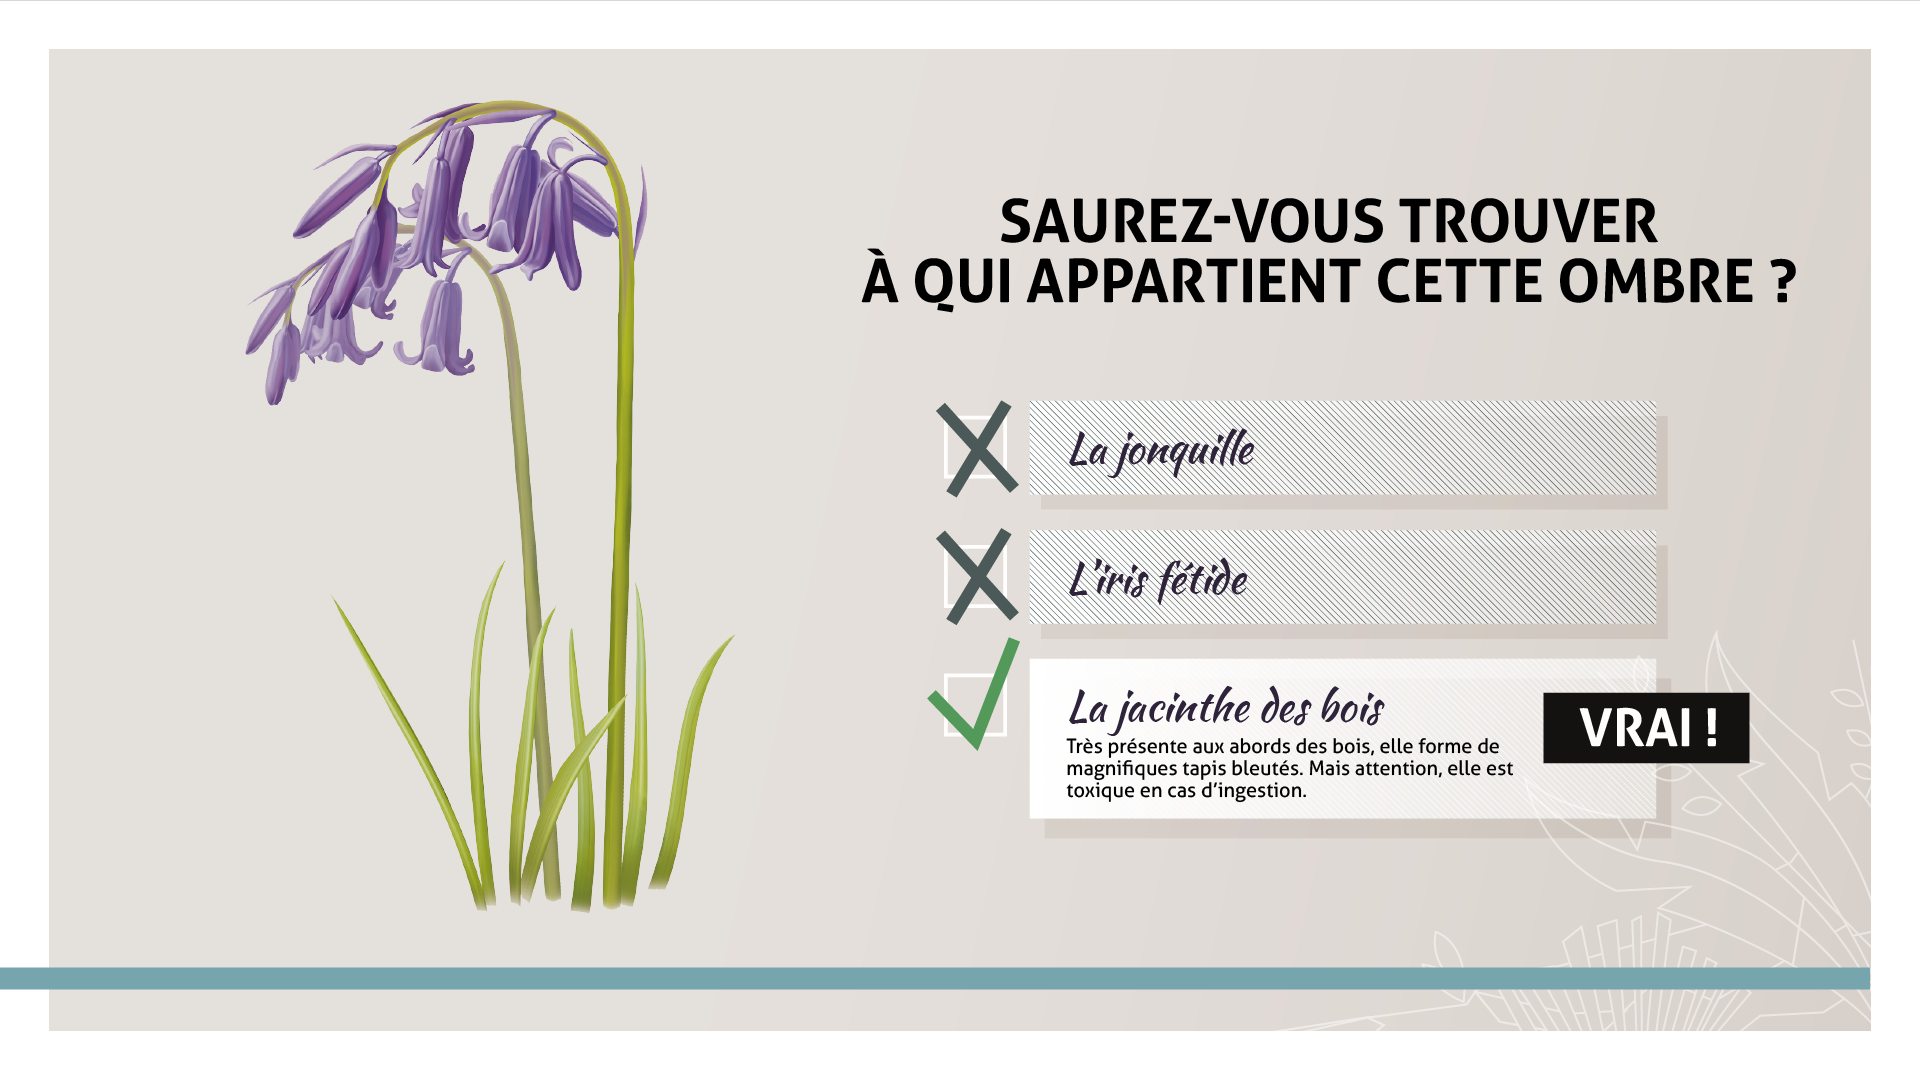 SAUREZ-VOUS TROUVER
À QUI APPARTIENT CETTE OMBRE ?
La jonquille
L'iris fétide
La jacinthe des bois
Très présente aux abords des bois, elle forme de
magnifiques tapis bleutés. Mais attention, elle est
toxique en cas d'ingestion.
VRAI !